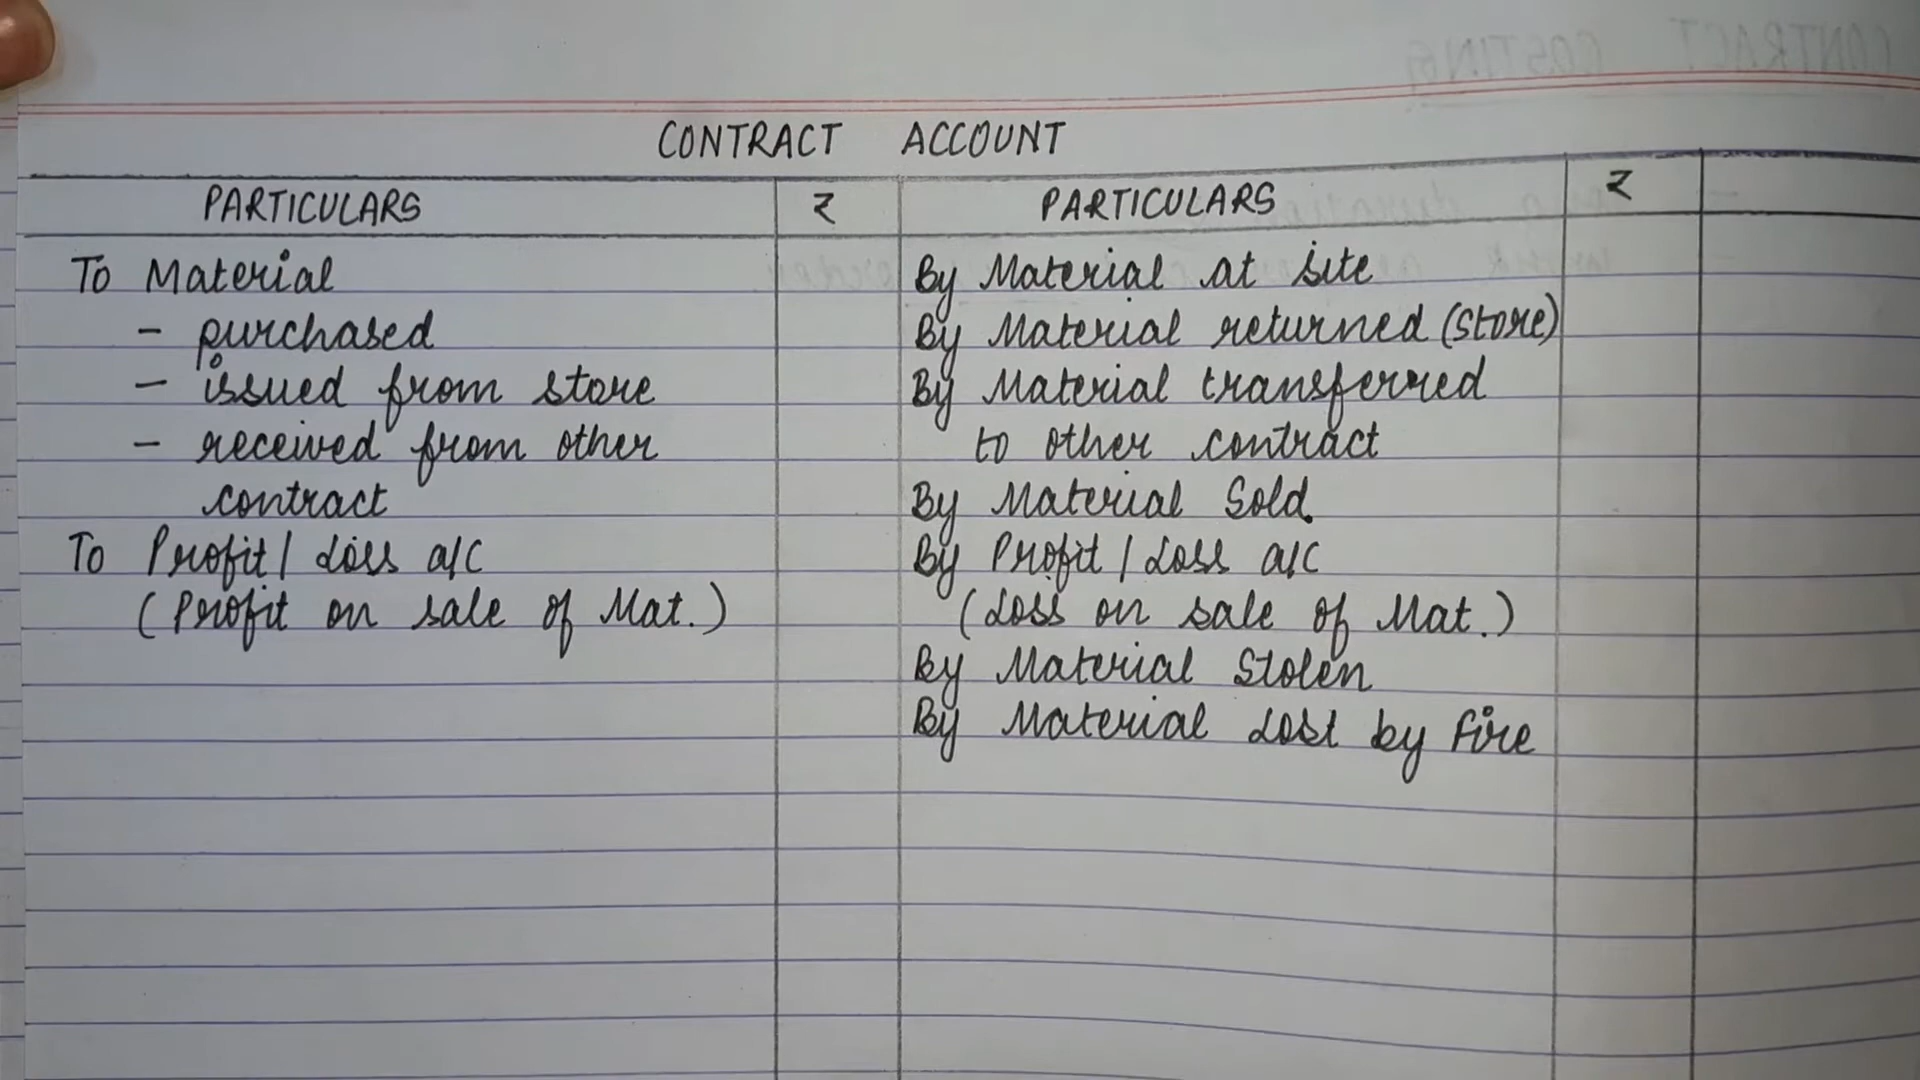 CONTRACT COSTING
CONTRACT ACCOUNT
PARTICULARS ₹ PARTICULARS ₹
To Material
- purchased
- issued from store
- received from other
contract
To Profit / Loss a/c
(Profit on sale of Mat.)
By Material at site
By Material returned (store)
By Material transferred
to other contract
By Material Sold
By Profit / Loss a/c
(Loss on sale of Mat.)
By Material Stolen
By Material Lost by fire